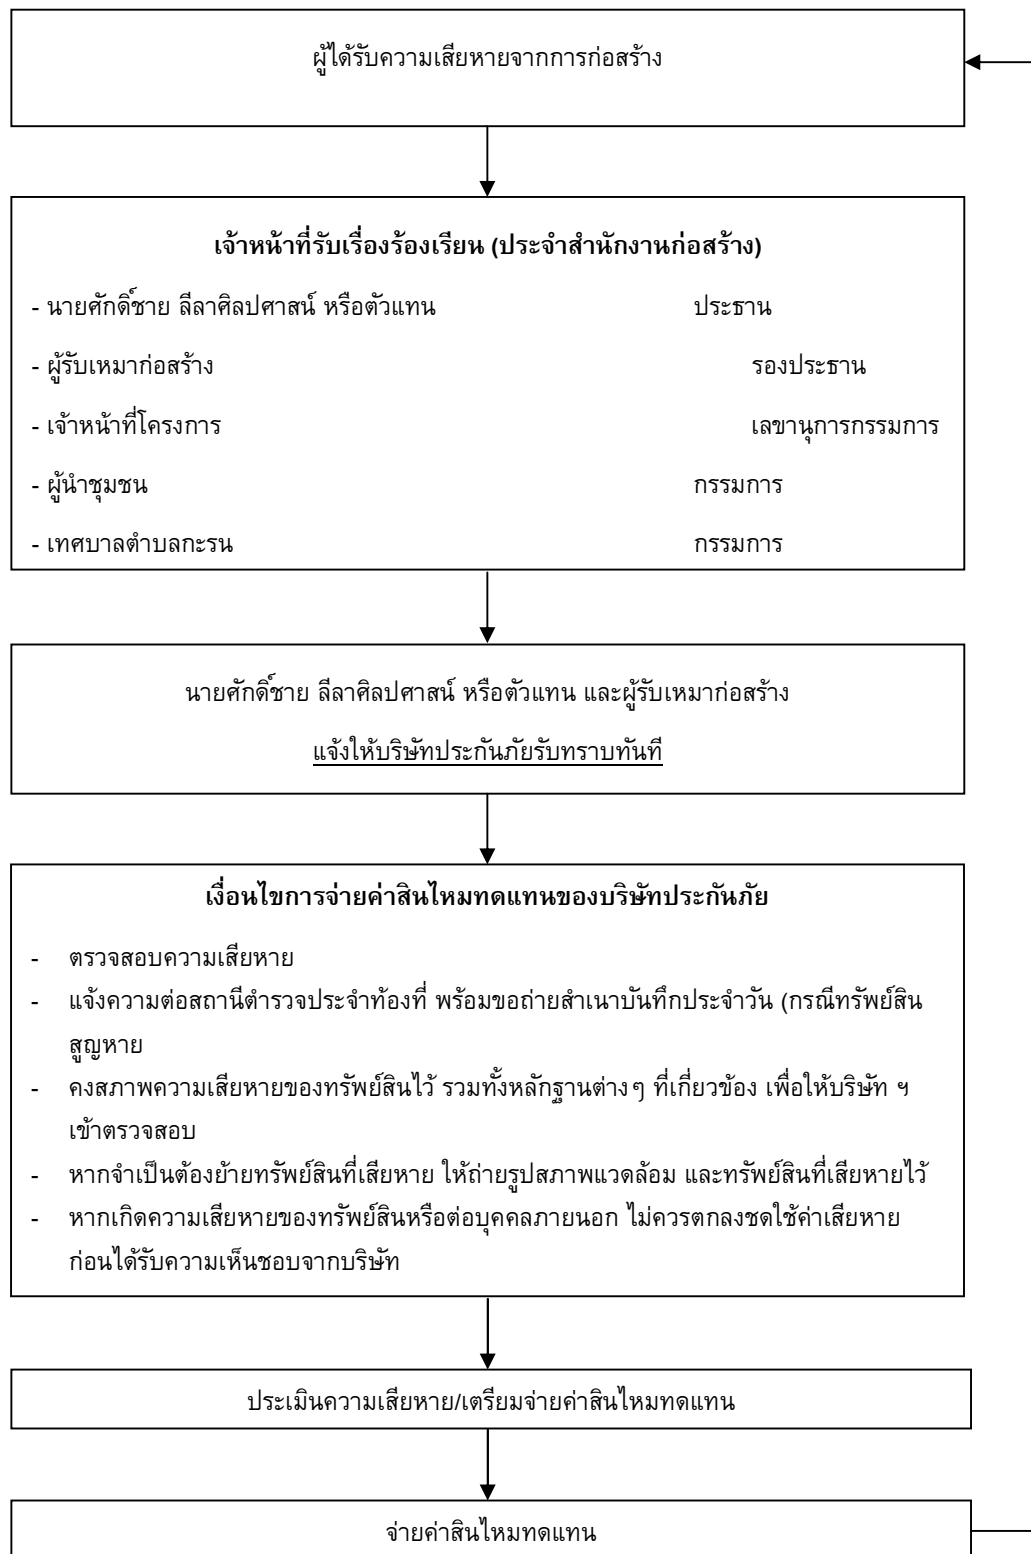 ผู้ได้รับความเสียหายจากการก่อสร้าง
เจ้าหน้าที่รับเรื่องร้องเรียน (ประจำสำนักงานก่อสร้าง)
- นายศักดิ์ชาย ลีลาศิลปศาสน์ หรือตัวแทน ประธาน
- ผู้รับเหมาก่อสร้าง รองประธาน
- เจ้าหน้าที่โครงการ เลขานุการกรรมการ
- ผู้นำชุมชน กรรมการ
- เทศบาลตำบลกะรน กรรมการ
นายศักดิ์ชาย ลีลาศิลปศาสน์ หรือตัวแทน และผู้รับเหมาก่อสร้าง
แจ้งให้บริษัทประกันภัยรับทราบทันที
เงื่อนไขการจ่ายค่าสินไหมทดแทนของบริษัทประกันภัย
- ตรวจสอบความเสียหาย
- แจ้งความต่อสถานีตำรวจประจำท้องที่ พร้อมขอถ่ายสำเนาบันทึกประจำวัน (กรณีทรัพย์สิน
สูญหาย
- คงสภาพความเสียหายของทรัพย์สินไว้ รวมทั้งหลักฐานต่างๆ ที่เกี่ยวข้อง เพื่อให้บริษัท ฯ
เข้าตรวจสอบ
- หากจำเป็นต้องย้ายทรัพย์สินที่เสียหาย ให้ถ่ายรูปสภาพแวดล้อม และทรัพย์สินที่เสียหายไว้
- หากเกิดความเสียหายของทรัพย์สินหรือต่อบุคคลภายนอก ไม่ควรตกลงชดใช้ค่าเสียหาย
ก่อนได้รับความเห็นชอบจากบริษัท
ประเมินความเสียหาย/เตรียมจ่ายค่าสินไหมทดแทน
จ่ายค่าสินไหมทดแทน